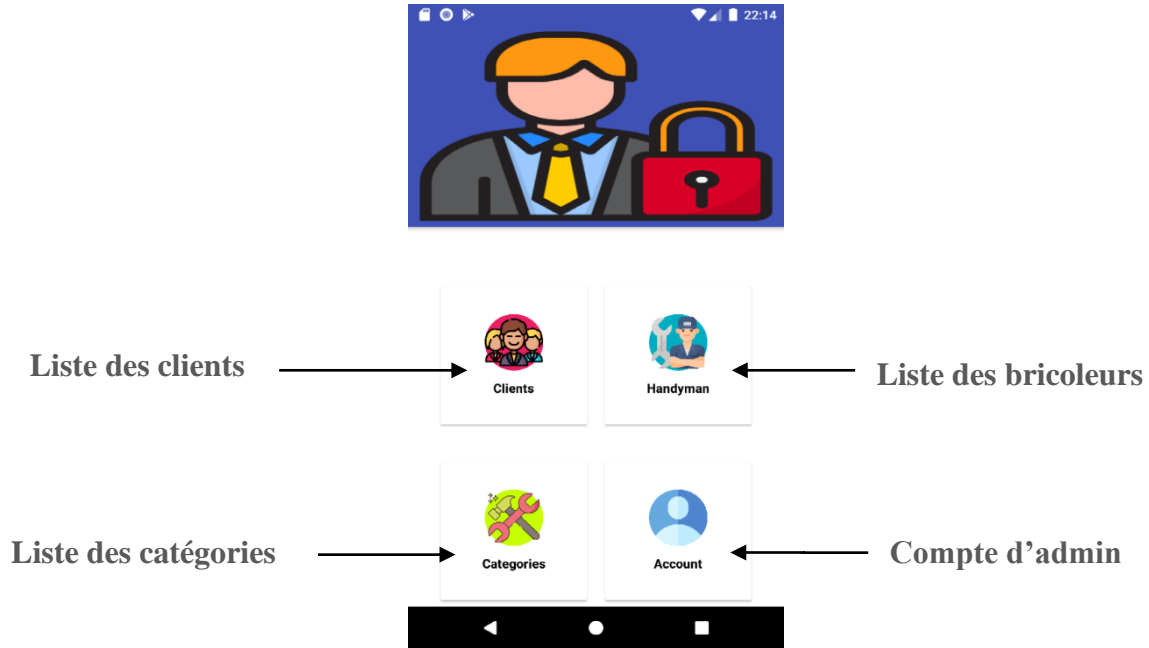 22:14
Liste des clients
Clients
Handyman
Liste des bricoleurs
Liste des catégories
Categories
Account
Compte d’admin